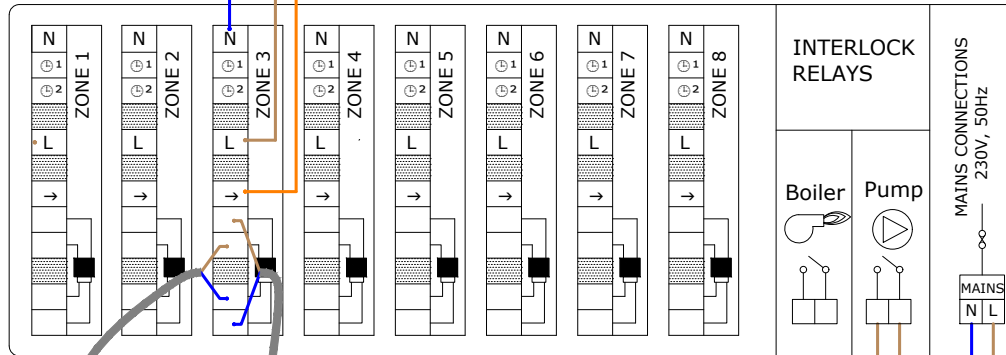 N N N N N N N N
1 1 1 1 1 1 1 1
2 2 2 2 2 2 2 2
L L L L L L L L
→ → → → → → → →
ZONE 1
ZONE 2
ZONE 3
ZONE 4
ZONE 5
ZONE 6
ZONE 7
ZONE 8
INTERLOCK
RELAYS
Boiler Pump
MAINS CONNECTIONS
230V, 50Hz
MAINS
N L